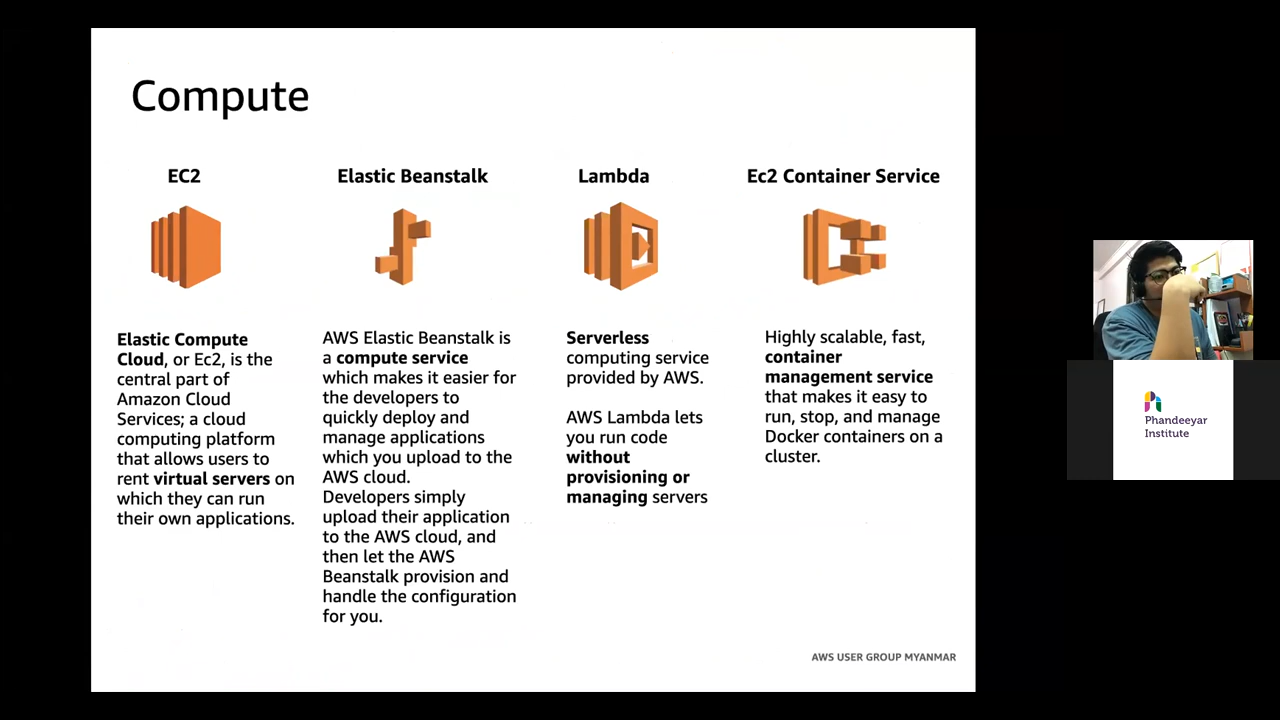 Compute
EC2
Elastic Beanstalk
Lambda
Ec2 Container Service
Elastic Compute
Cloud, or Ec2, is the
central part of
Amazon Cloud
Services; a cloud
computing platform
that allows users to
rent virtual servers on
which they can run
their own applications.
AWS Elastic Beanstalk is
a compute service
which makes it easier for
the developers to
quickly deploy and
manage applications
which you upload to the
AWS cloud.
Developers simply
upload their application
to the AWS cloud, and
then let the AWS
Beanstalk provision and
handle the configuration
for you.
Serverless
computing service
provided by AWS.
AWS Lambda lets
you run code
without
provisioning or
managing servers
Highly scalable, fast,
container
management service
that makes it easy to
run, stop, and manage
Docker containers on a
cluster.
AWS USER GROUP MYANMAR
Phandeeyar
Institute